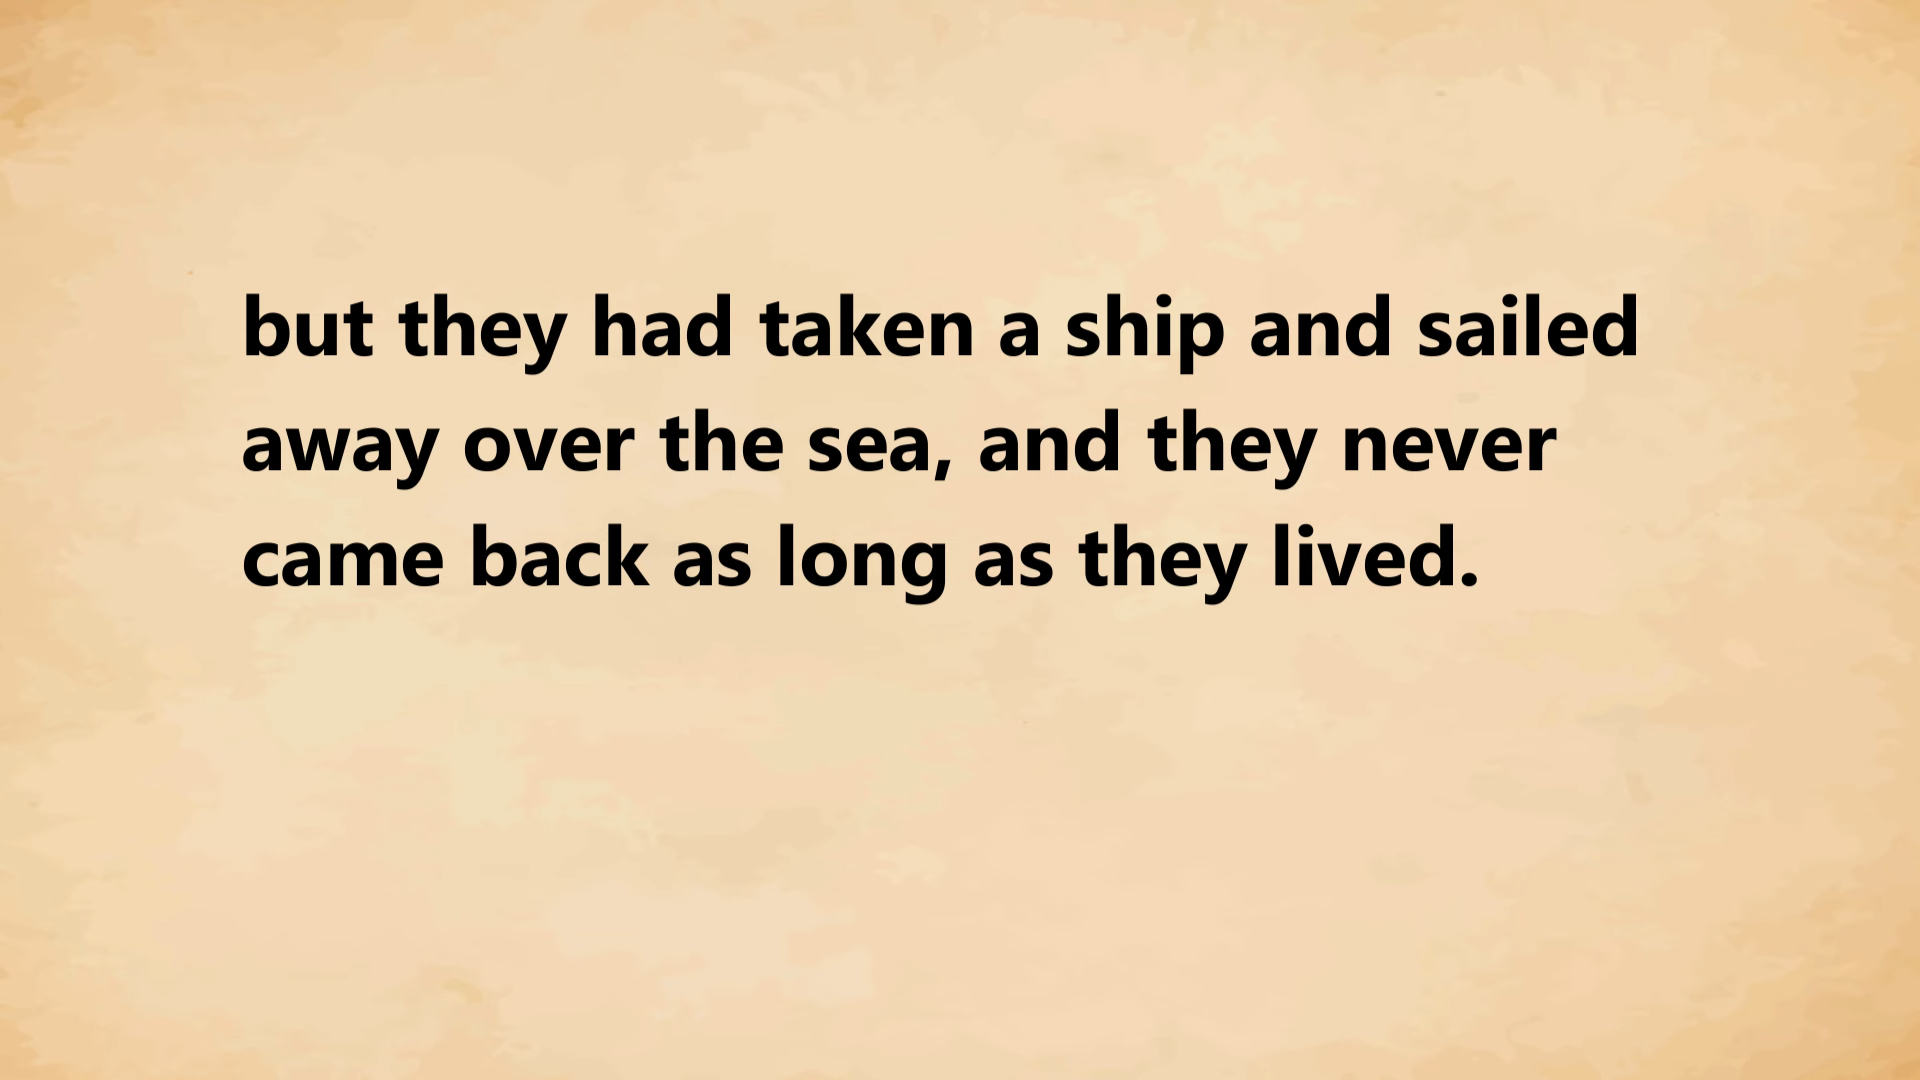 but they had taken a ship and sailed
away over the sea, and they never
came back as long as they lived.